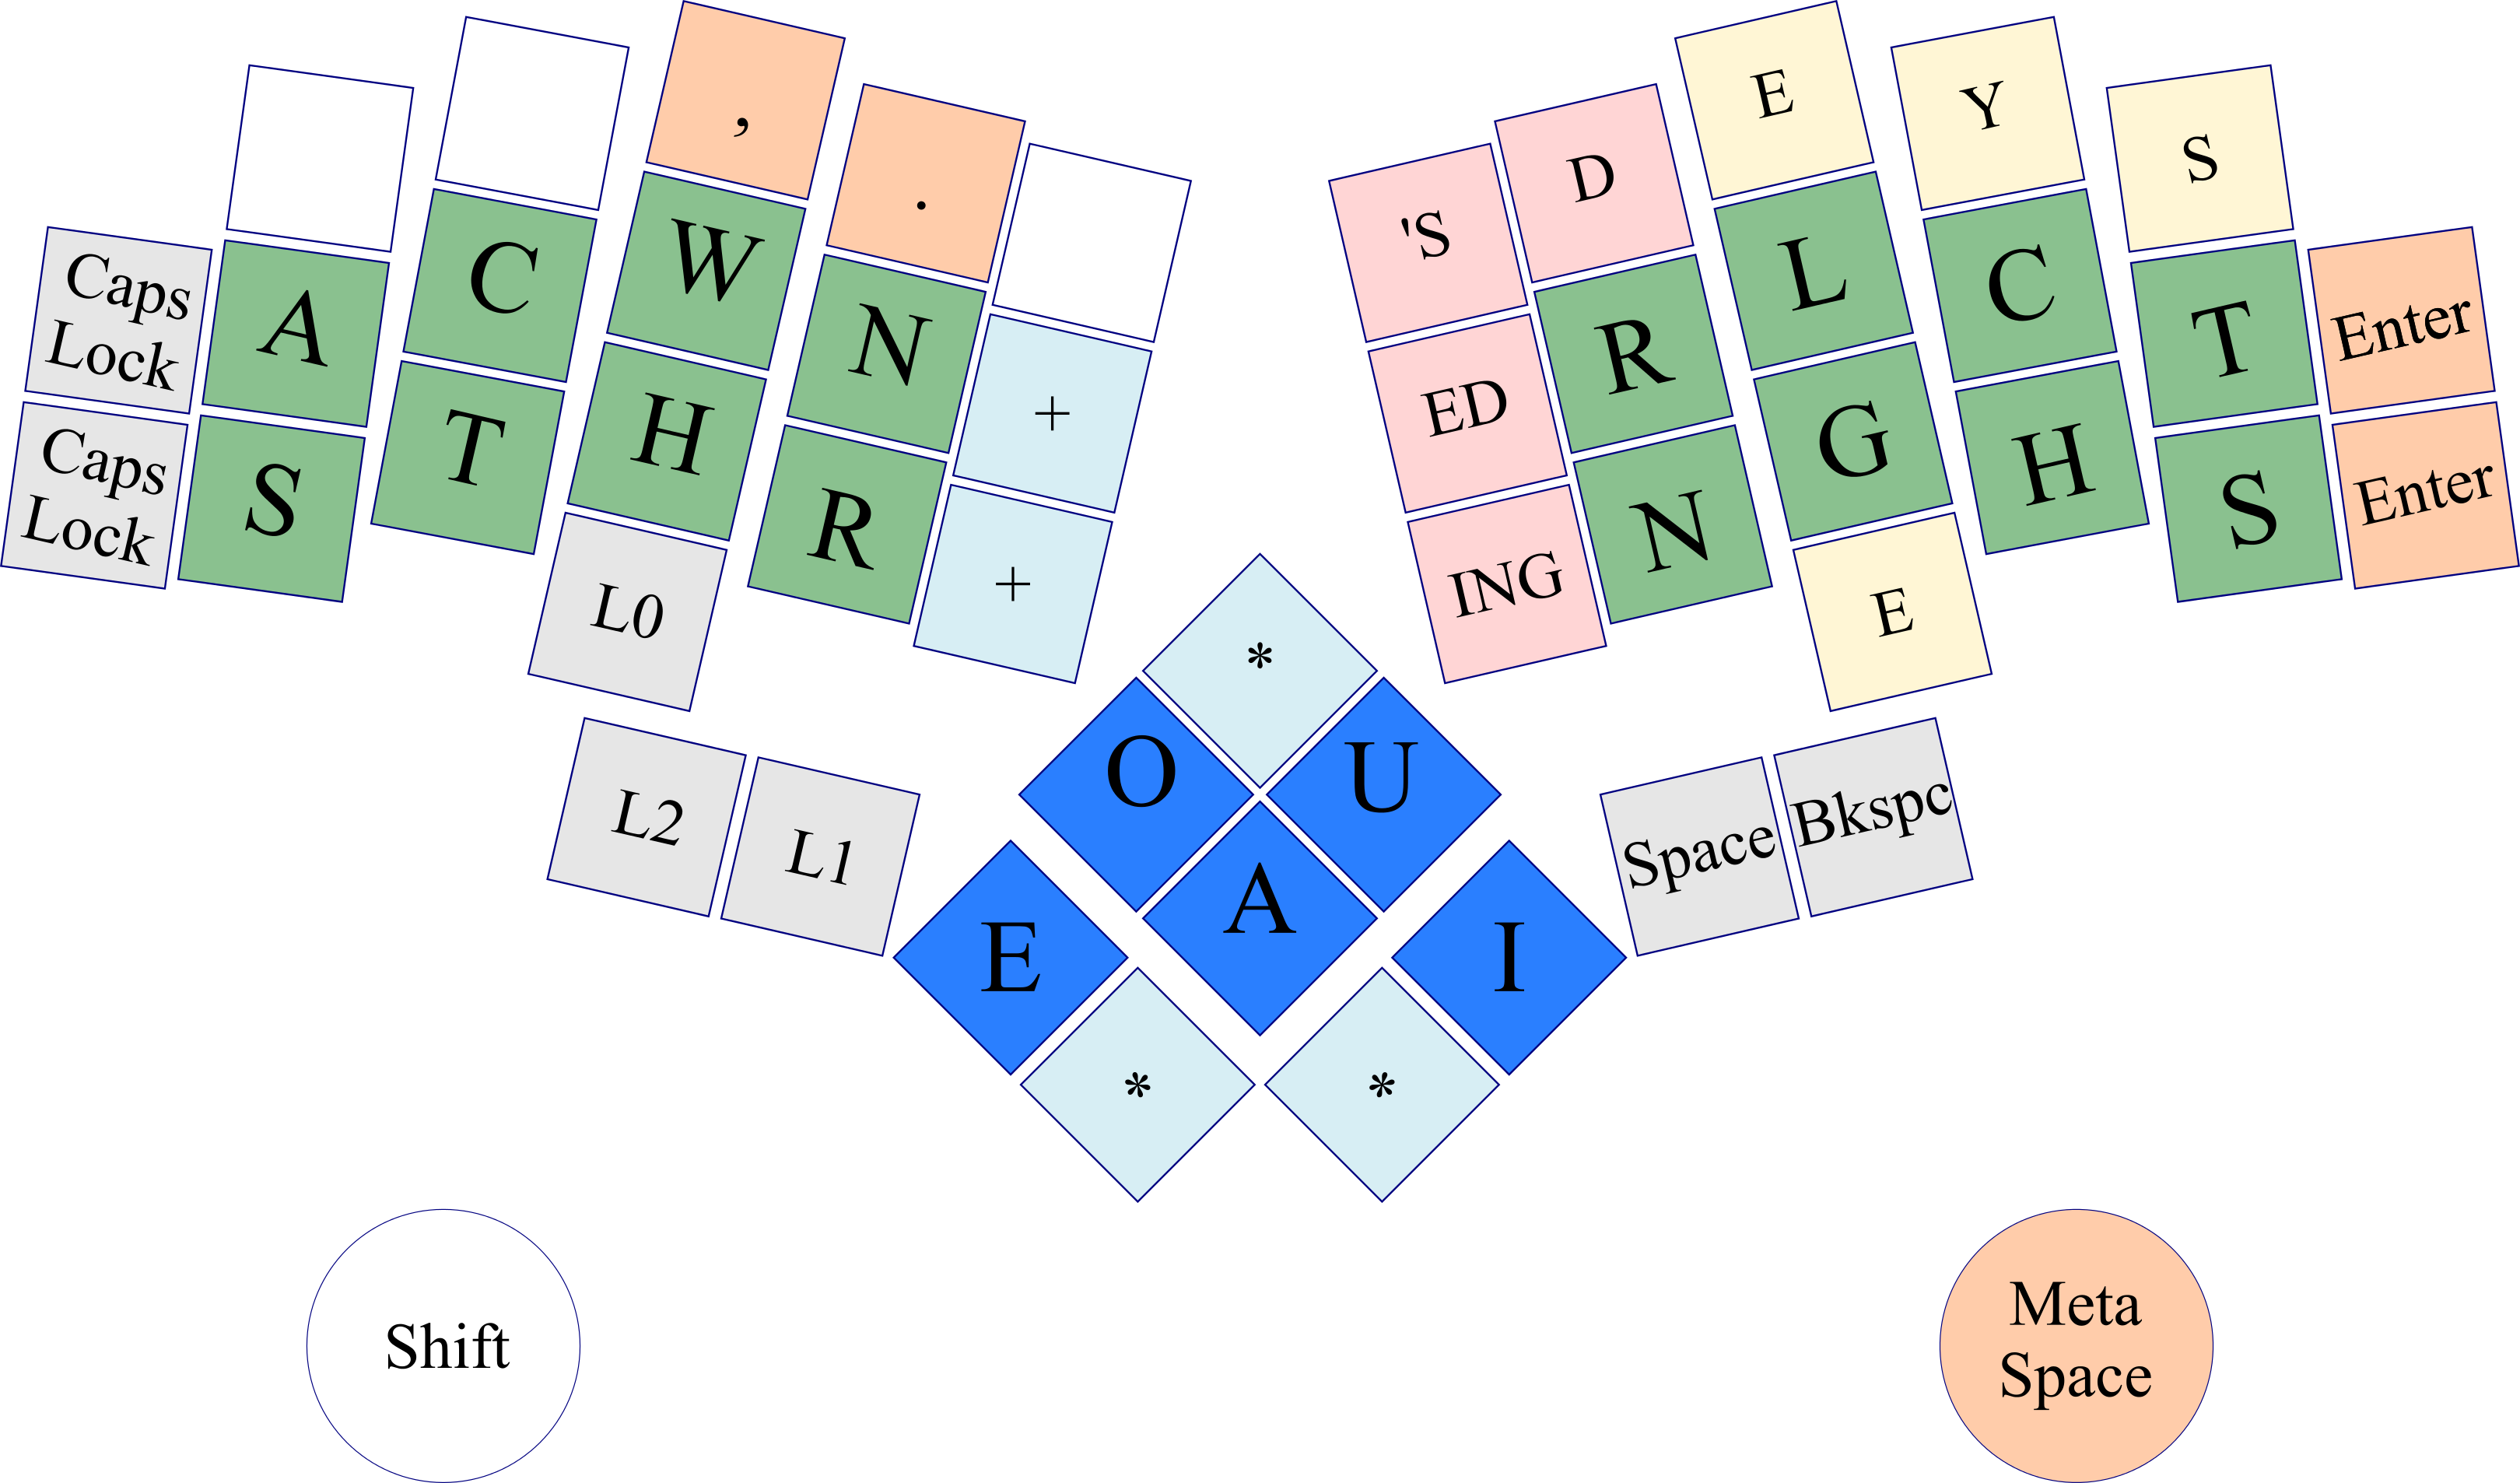 ,
.
'S
D
E
Y
S
Caps
Lock
A
C
W
N
+
ED
R
L
C
T
Enter
Caps
Lock
S
T
H
R
+
ING
N
G
H
S
Enter
L0
*
E
L2
L1
O
U
Space
Bkspc
E
A
I
*
*
Shift
Meta
Space